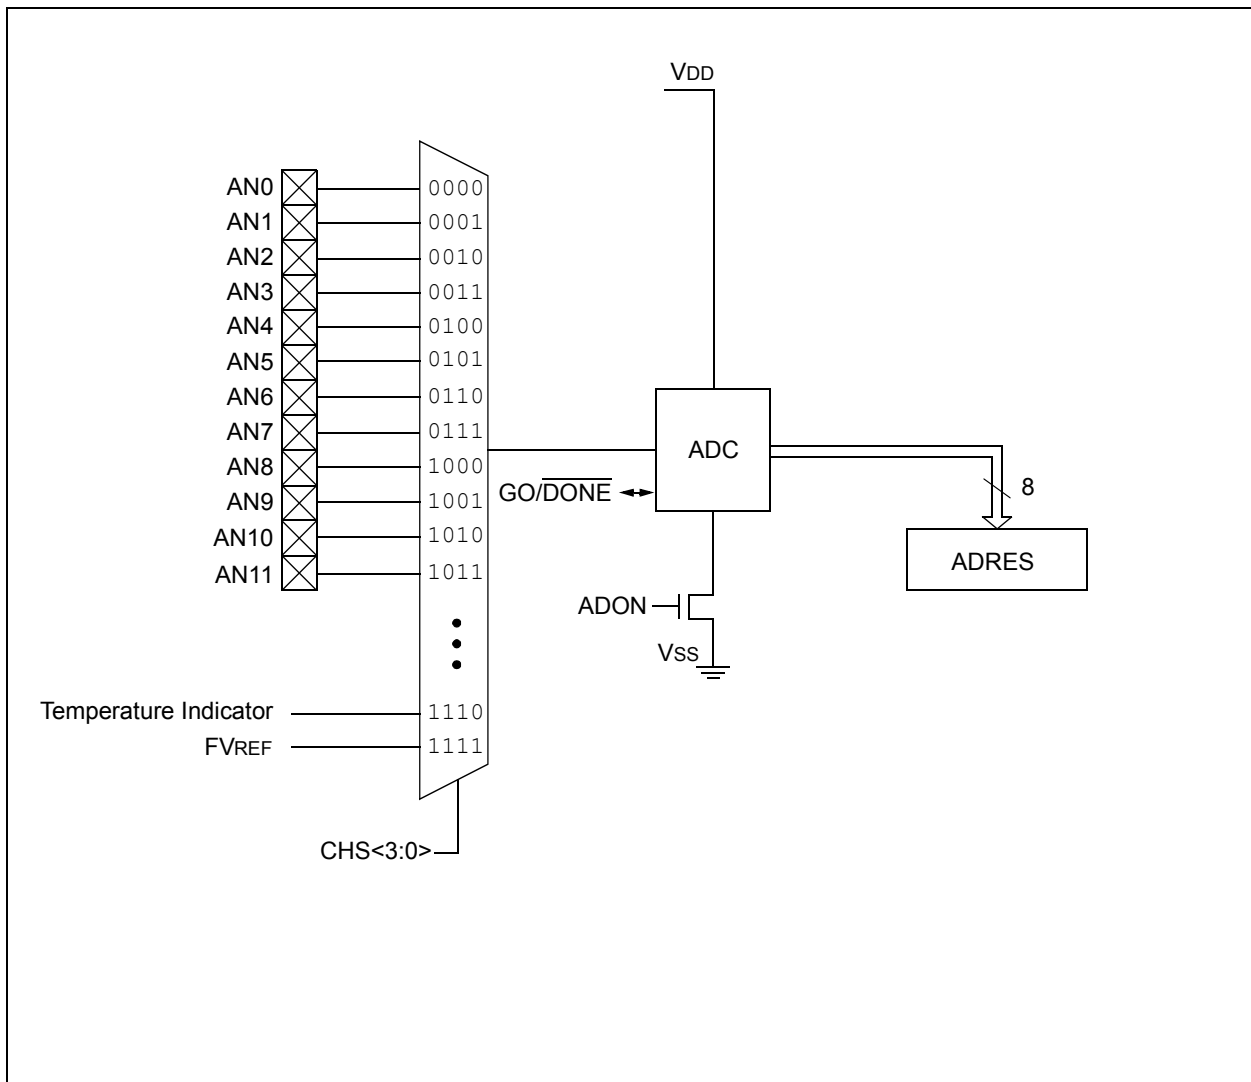 VDD
AN0 0000
AN1 0001
AN2 0010
AN3 0011
AN4 0100
AN5 0101
AN6 0110
AN7 0111
AN8 1000
AN9 1001
AN10 1010
AN11 1011
ADC
GO/DONE
8
ADRES
ADON
VSS
Temperature Indicator 1110
FVREF 1111
CHS<3:0>